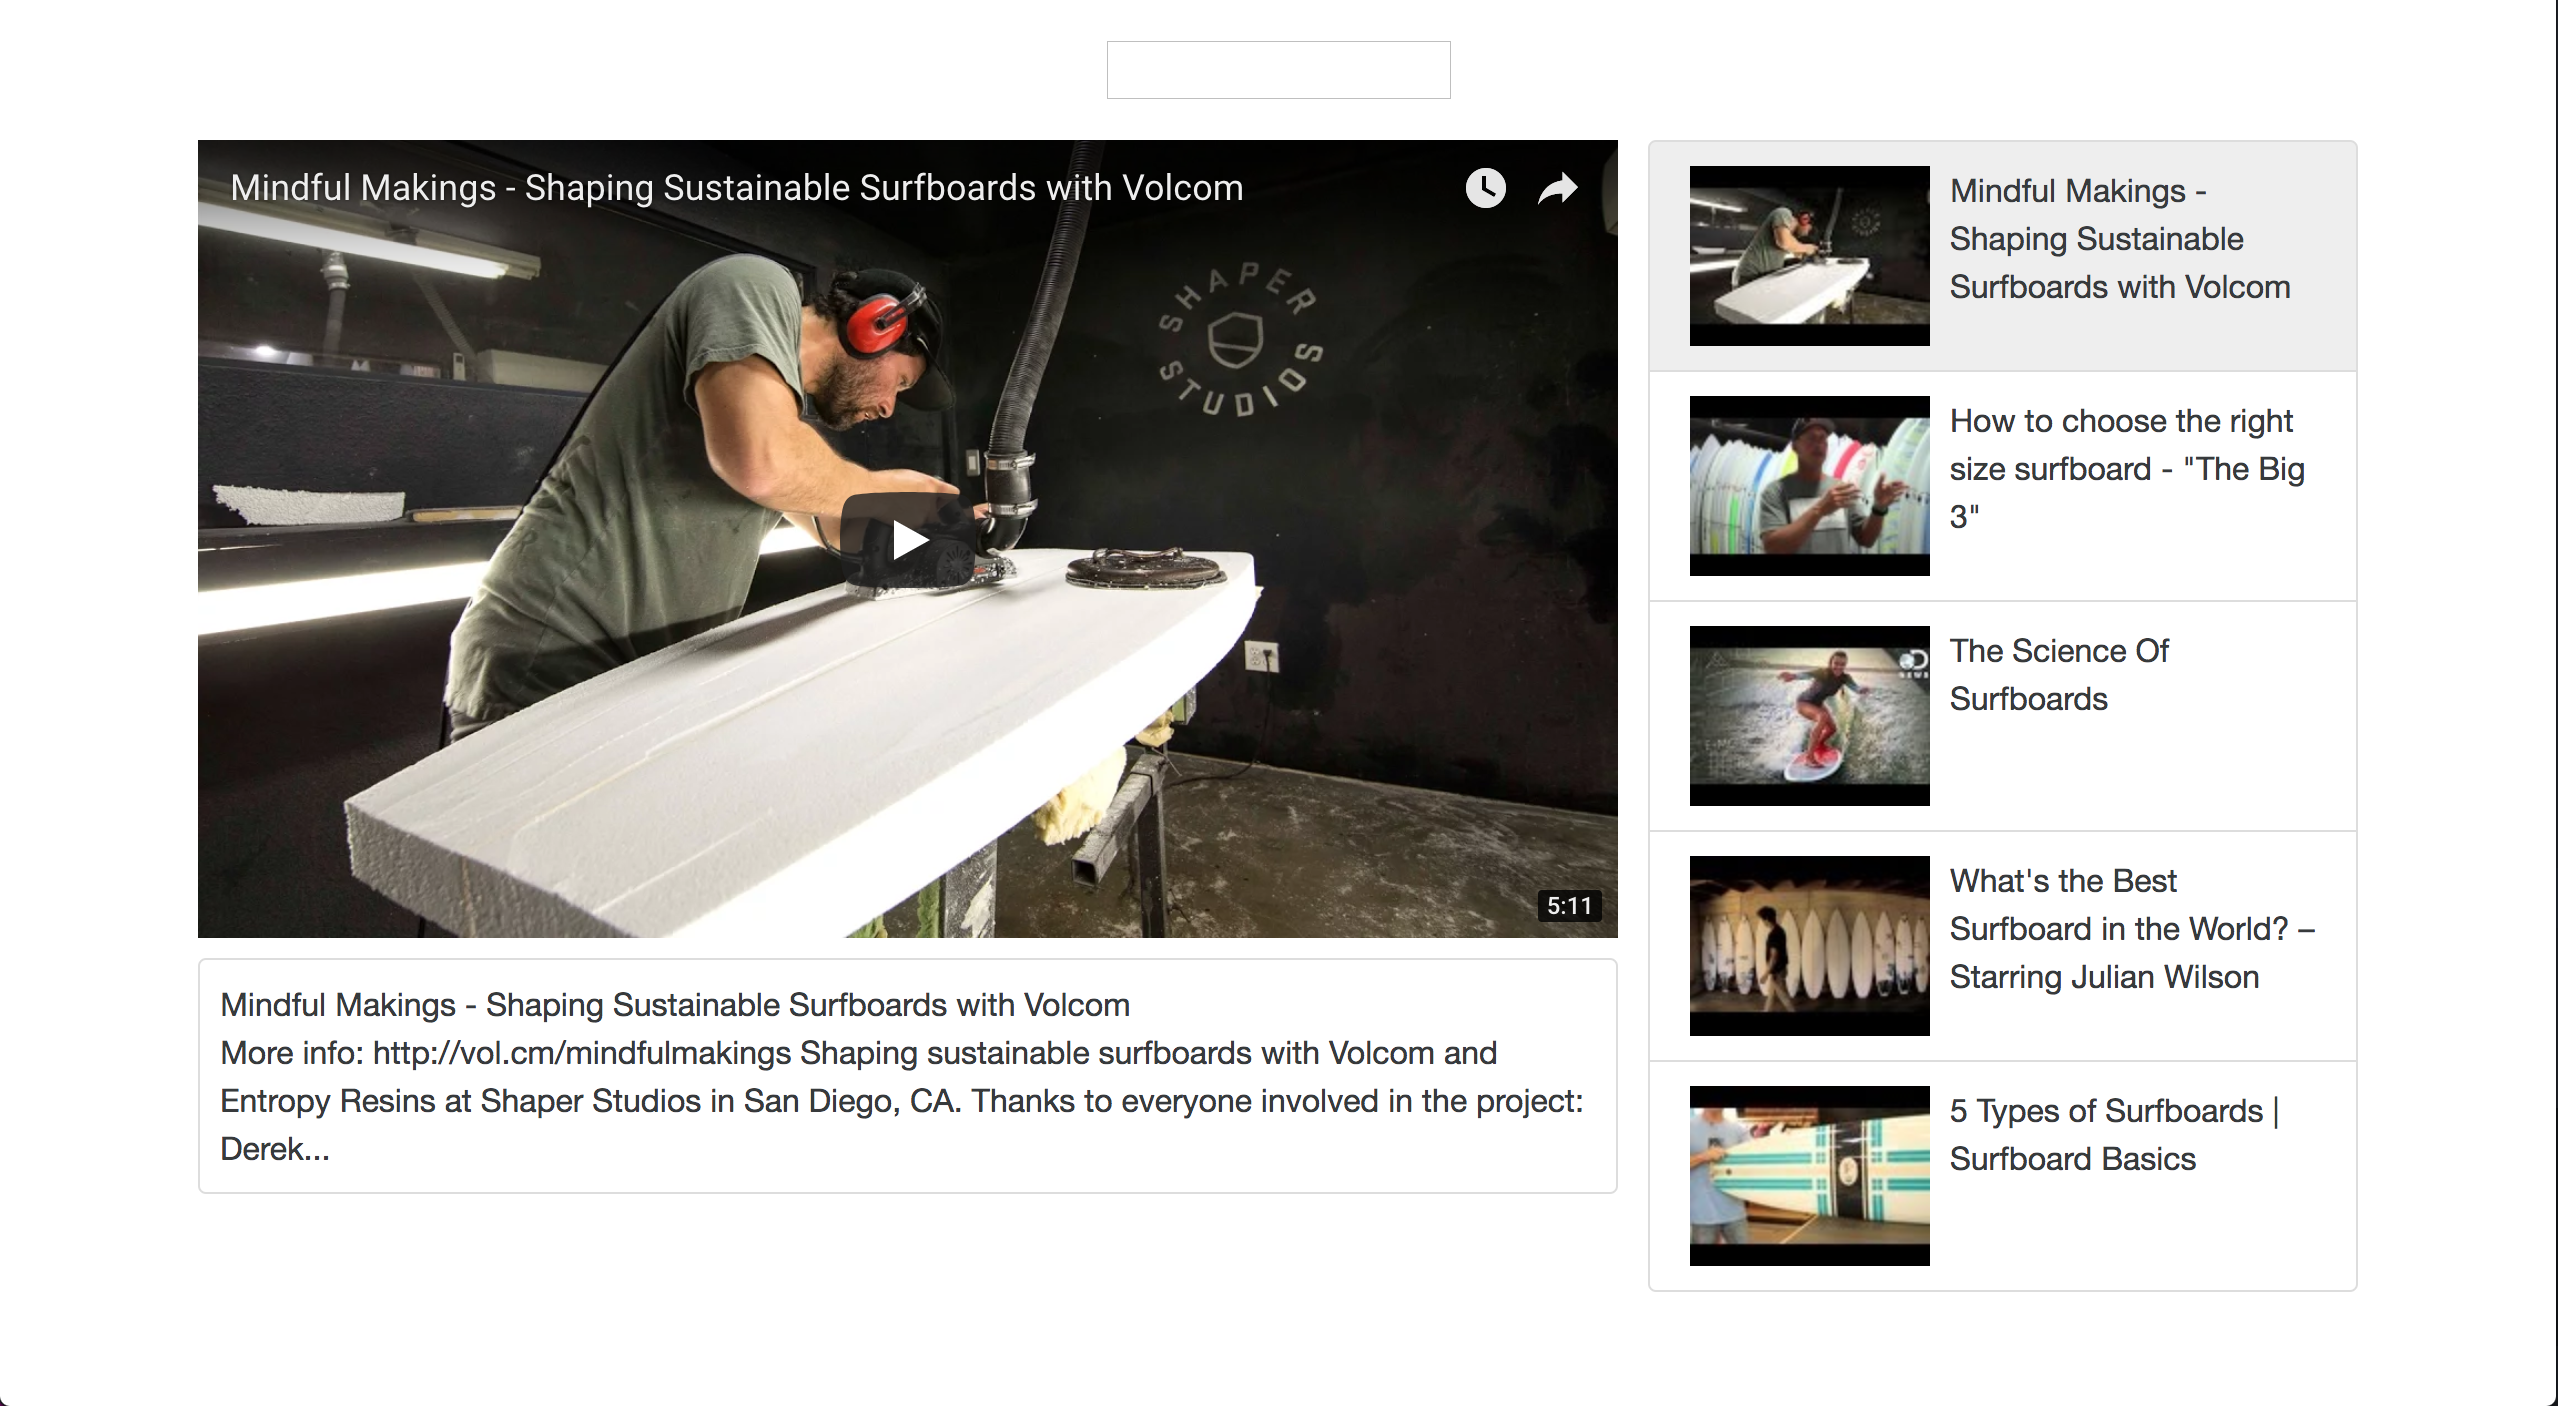 Mindful Makings - Shaping Sustainable Surfboards with Volcom
SHAPER
STUDIOS
5:11
Mindful Makings - Shaping Sustainable Surfboards with Volcom
More info: http://vol.cm/mindfulmakings Shaping sustainable surfboards with Volcom and
Entropy Resins at Shaper Studios in San Diego, CA. Thanks to everyone involved in the project:
Derek...
Mindful Makings -
Shaping Sustainable
Surfboards with Volcom
How to choose the right
size surfboard - "The Big
3"
The Science Of
Surfboards
What's the Best
Surfboard in the World? –
Starring Julian Wilson
5 Types of Surfboards |
Surfboard Basics